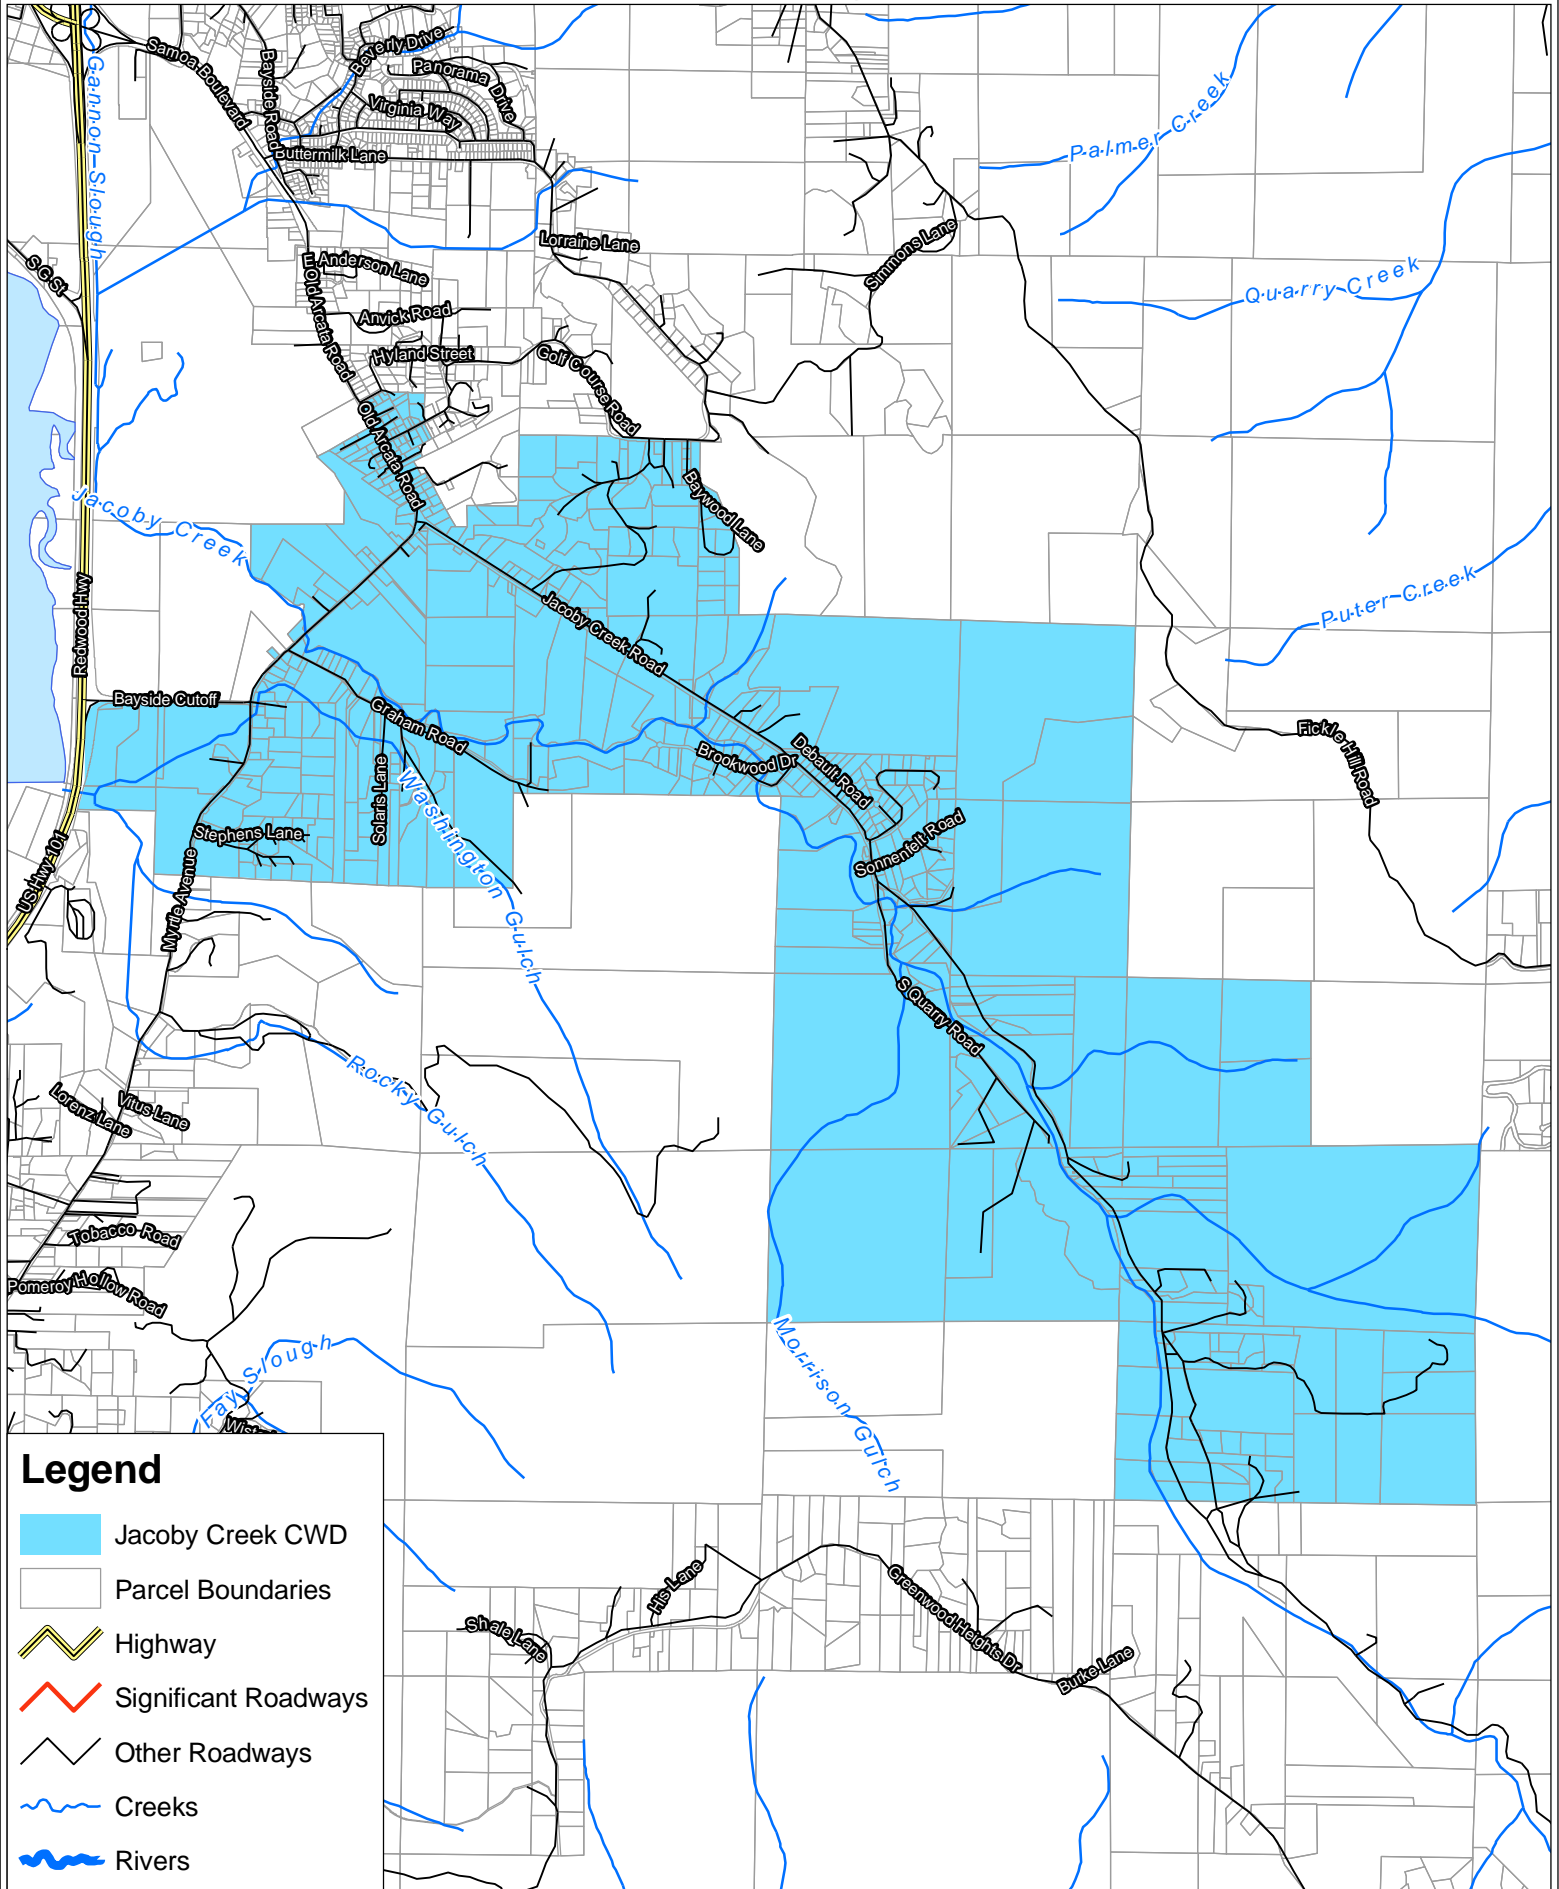 Beverly Drive
Samoa Boulevard
Bayside Road
Panorama Drive
Gannon Slough
Virginia Way
Palmer Creek
Buttermilk Lane
Lorraine Lane
Simmons Lane
S G St
E Anderson Lane
Quarry Creek
Old Arcata Road
Anvick Road
Hyland Street
Golf Course Road
Old Arcata Road
Baywood Lane
Jacoby Creek
Redwood Hwy
Jacoby Creek Road
Puter Creek
Bayside Cutoff
Graham Road
Brookwood Dr
Debault Road
Fickle Hill Road
Solaris Lane
Washington Gulch
Stephens Lane
Sonnenfelt Road
US Hwy 101
Myrtle Avenue
S Quarry Road
Rocky Gulch
Lorenz Lane
Vitus Lane
Tobacco Road
Pomeroy Hollow Road
Fay Slough
Morrison Gulch
His Lane
Shale Lane
Greenwood Heights Dr
Burke Lane
Legend
Jacoby Creek CWD
Parcel Boundaries
Highway
Significant Roadways
Other Roadways
Creeks
Rivers